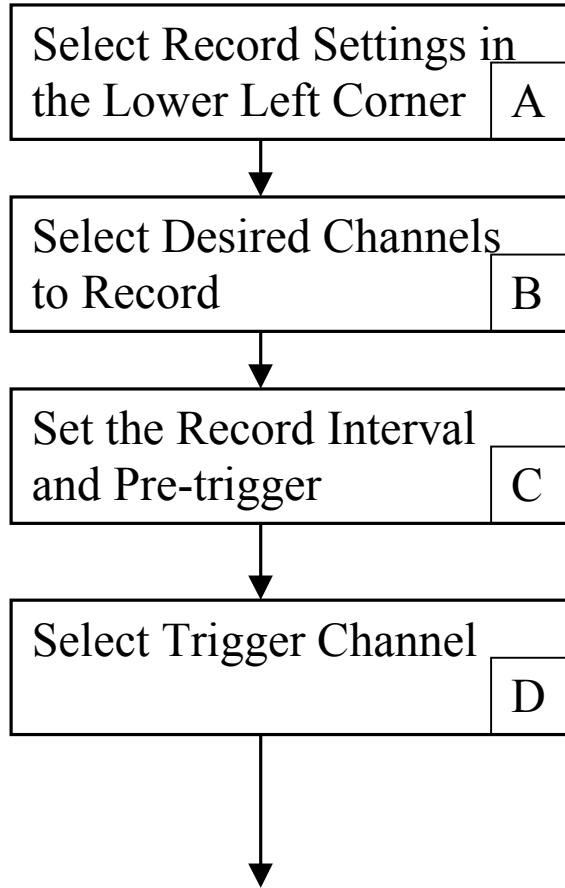 Select Record Settings in
the Lower Left Corner
A
Select Desired Channels
to Record
B
Set the Record Interval
and Pre-trigger
C
Select Trigger Channel
D